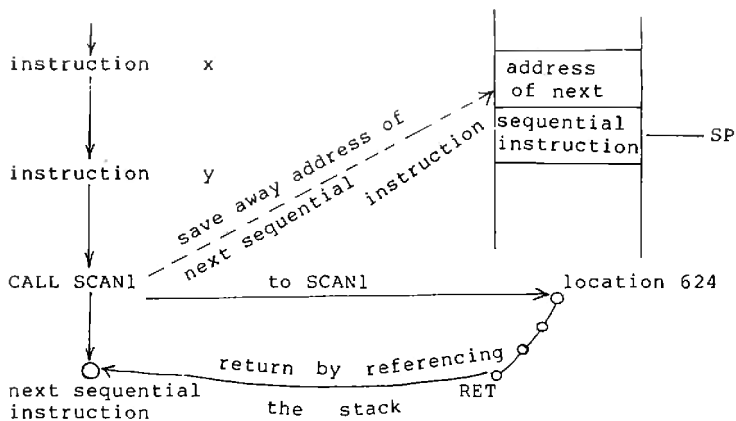 instruction x
address
of next
sequential
instruction
SP
instruction y
save away address of
next sequential instruction
CALL SCAN1
to SCAN1
location 624
return by referencing
the stack
RET
next sequential
instruction